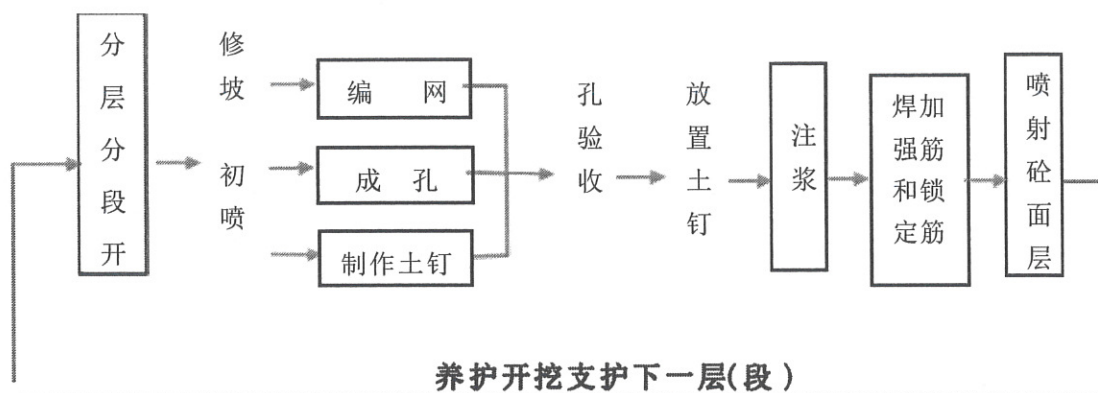 分层分段开
修坡
初喷
编 网
成 孔
制作土钉
孔验收
放置土钉
注浆
焊加
强筋
和锁
定筋
喷射砼面层
养护开挖支护下一层(段)